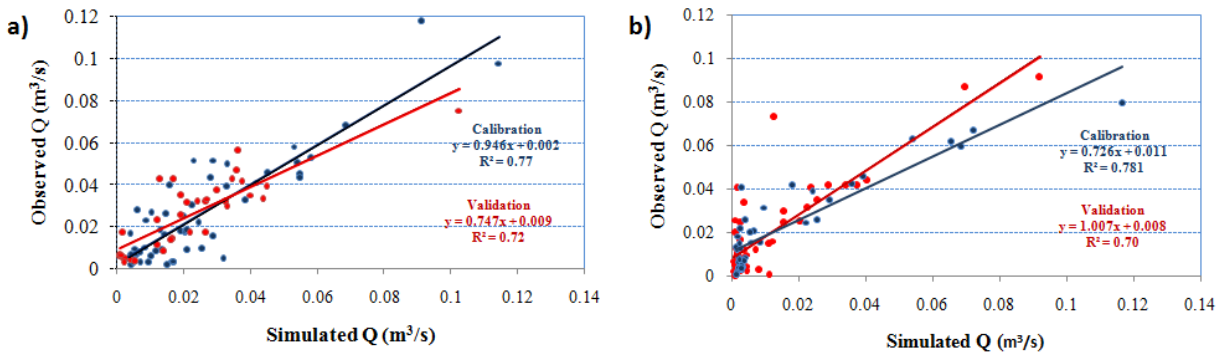 a)
Observed Q (m³/s)
0.12
0.1
0.08
0.06
0.04
0.02
0
Calibration
y = 0.946x + 0.002
R² = 0.77
Validation
y = 0.747x + 0.009
R² = 0.72
0 0.02 0.04 0.06 0.08 0.1 0.12 0.14
Simulated Q (m³/s)
b)
Observed Q (m³/s)
0.12
0.1
0.08
0.06
0.04
0.02
0
Calibration
y = 0.726x + 0.011
R² = 0.781
Validation
y = 1.007x + 0.008
R² = 0.70
0 0.02 0.04 0.06 0.08 0.1 0.12 0.14
Simulated Q (m³/s)